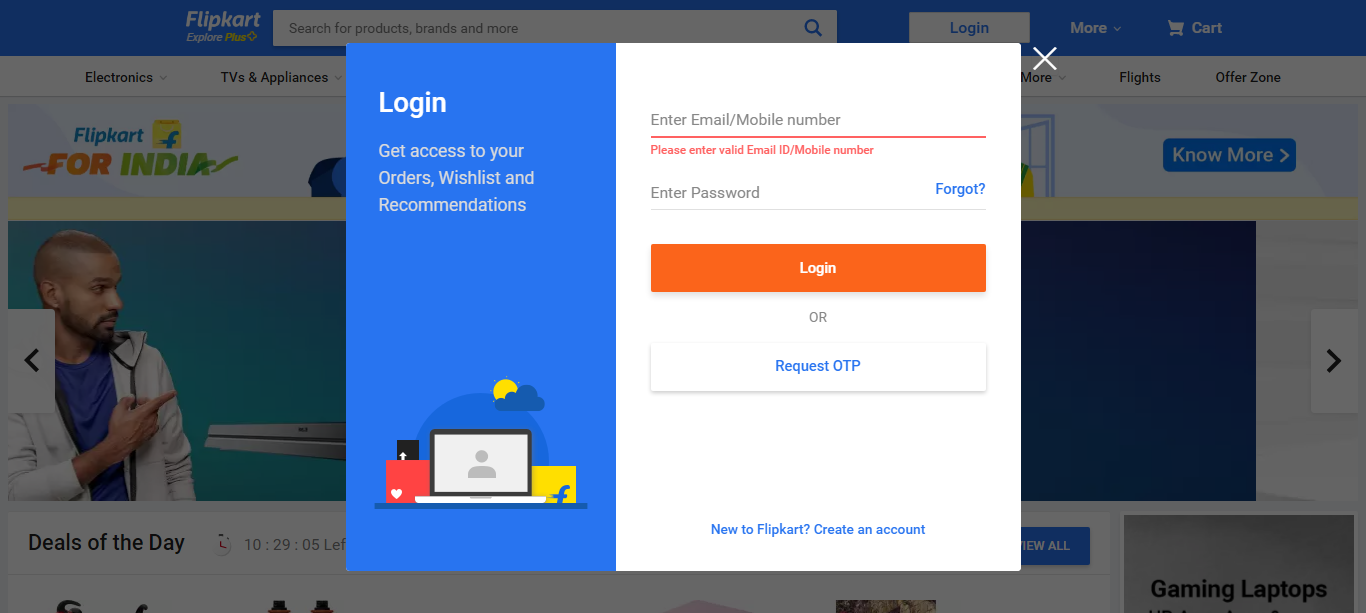 Flipkart
Explore Plus
Search for products, brands and more
Login
More
Cart
Electronics
TVs & Appliances
More
Flights
Offer Zone
Flipkart
FOR INDIA
Know More
Login
Get access to your
Orders, Wishlist and
Recommendations
Enter Email/Mobile number
Please enter valid Email ID/Mobile number
Enter Password
Forgot?
Login
OR
Request OTP
New to Flipkart? Create an account
Deals of the Day
10 : 29 : 05 Lef
VIEW ALL
Gaming Laptops